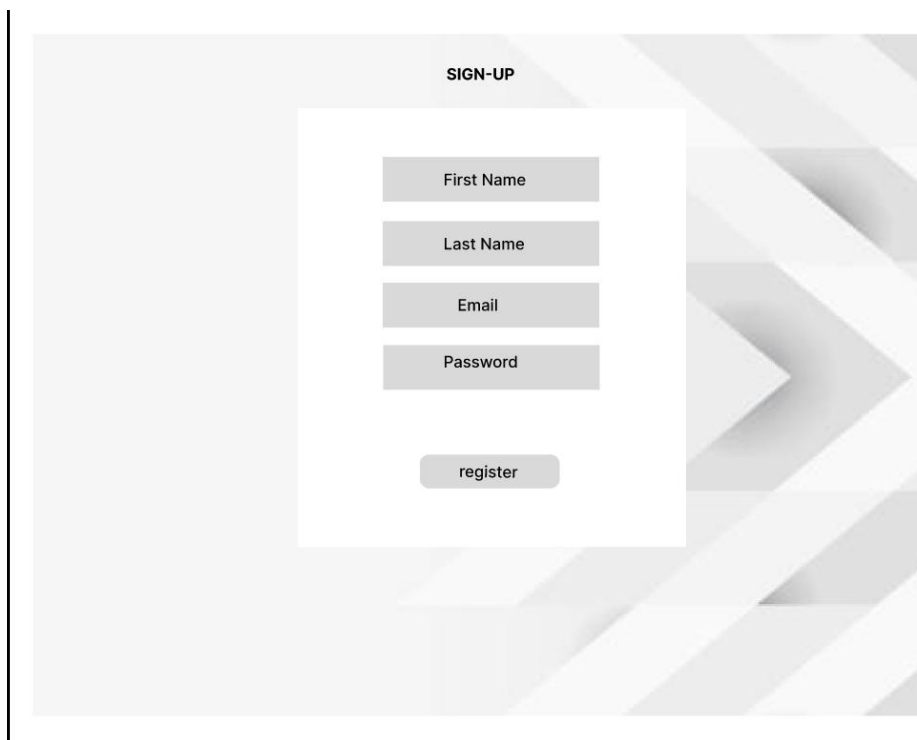 SIGN-UP
First Name
Last Name
Email
Password
register